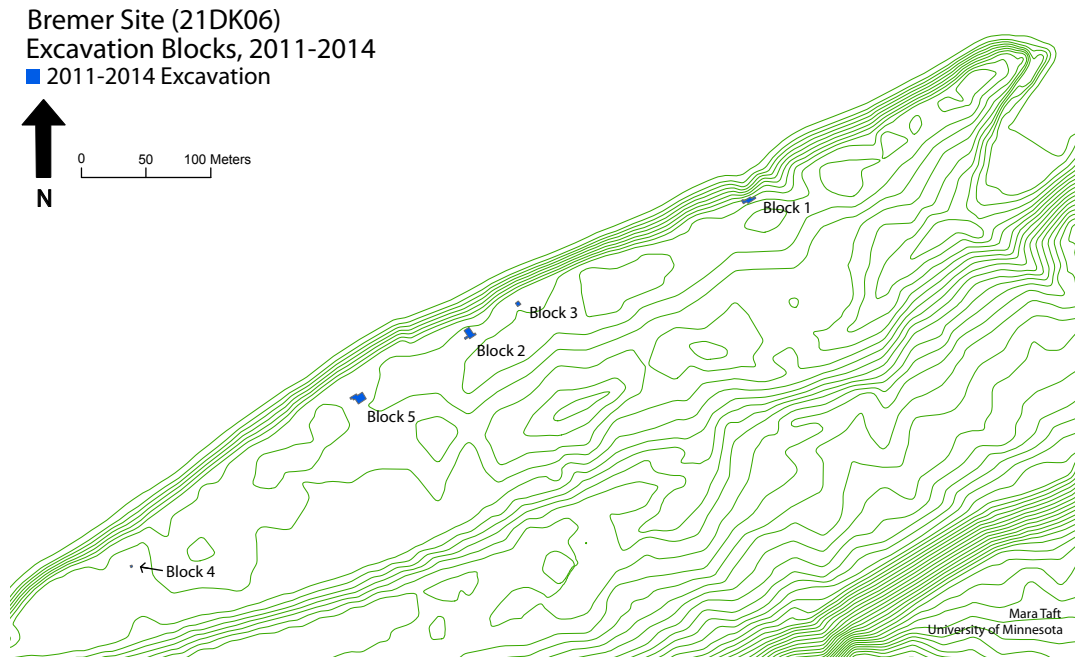 Bremer Site (21DK06)
Excavation Blocks, 2011-2014
2011-2014 Excavation
0 50 100 Meters
N
Block 1
Block 3
Block 2
Block 5
Block 4
Mara Taft
University of Minnesota